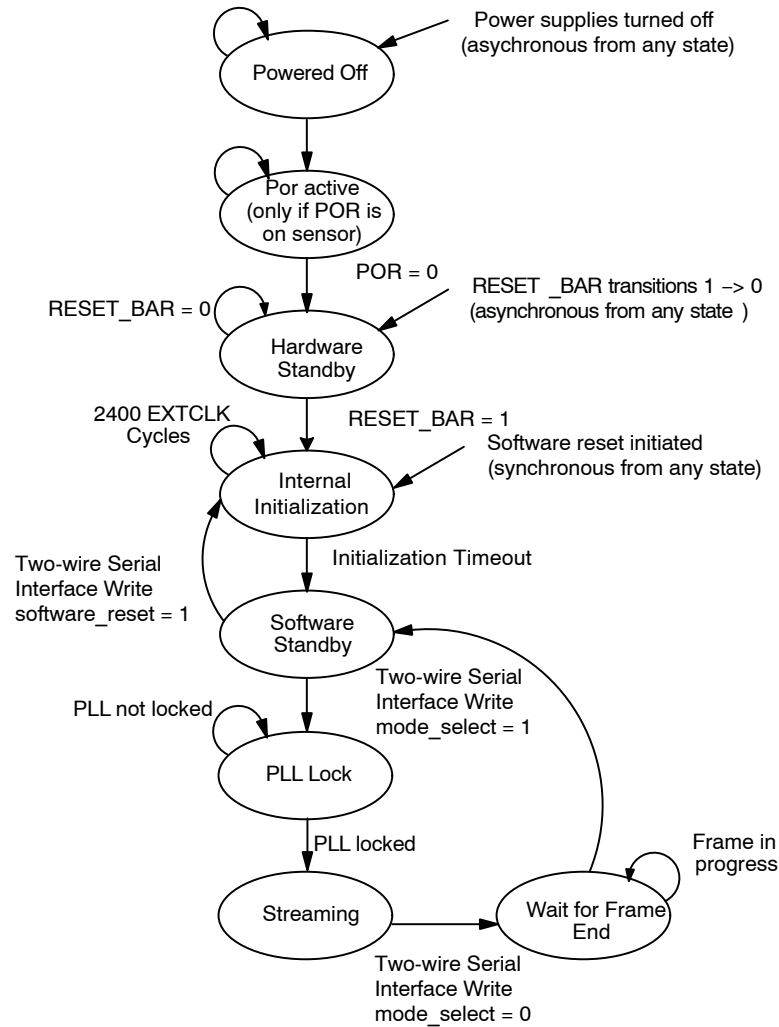 Power supplies turned off
(asychronous from any state)
Powered Off
Por active
(only if POR is
on sensor)
POR = 0
RESET _BAR transitions 1 –> 0
(asynchronous from any state )
RESET_BAR = 0
Hardware
Standby
2400 EXTCLK
Cycles
RESET_BAR = 1
Software reset initiated
(synchronous from any state)
Internal
Initialization
Initialization Timeout
Two-wire Serial
Interface Write
software_reset = 1
Software
Standby
Two-wire Serial
Interface Write
mode_select = 1
PLL not locked
PLL Lock
PLL locked
Frame in
progress
Streaming
Wait for Frame
End
Two-wire Serial
Interface Write
mode_select = 0